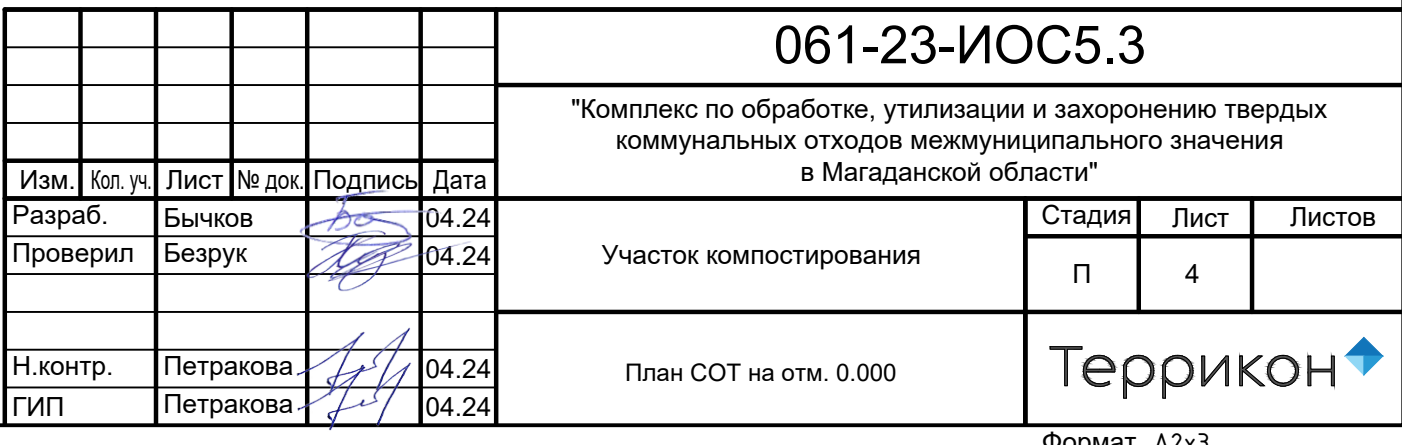 061-23-ИОС5.3
"Комплекс по обработке, утилизации и захоронению твердых
коммунальных отходов межмуниципального значения
в Магаданской области"
Изм. Кол. уч. Лист № док. Подпись Дата
Разраб. Бычков 04.24
Проверил Безрук 04.24
Н.контр. Петракова 04.24
ГИП Петракова 04.24
Участок компостирования
Стадия Лист Листов
П 4
План СОТ на отм. 0.000
Террикон
Формат А2х3